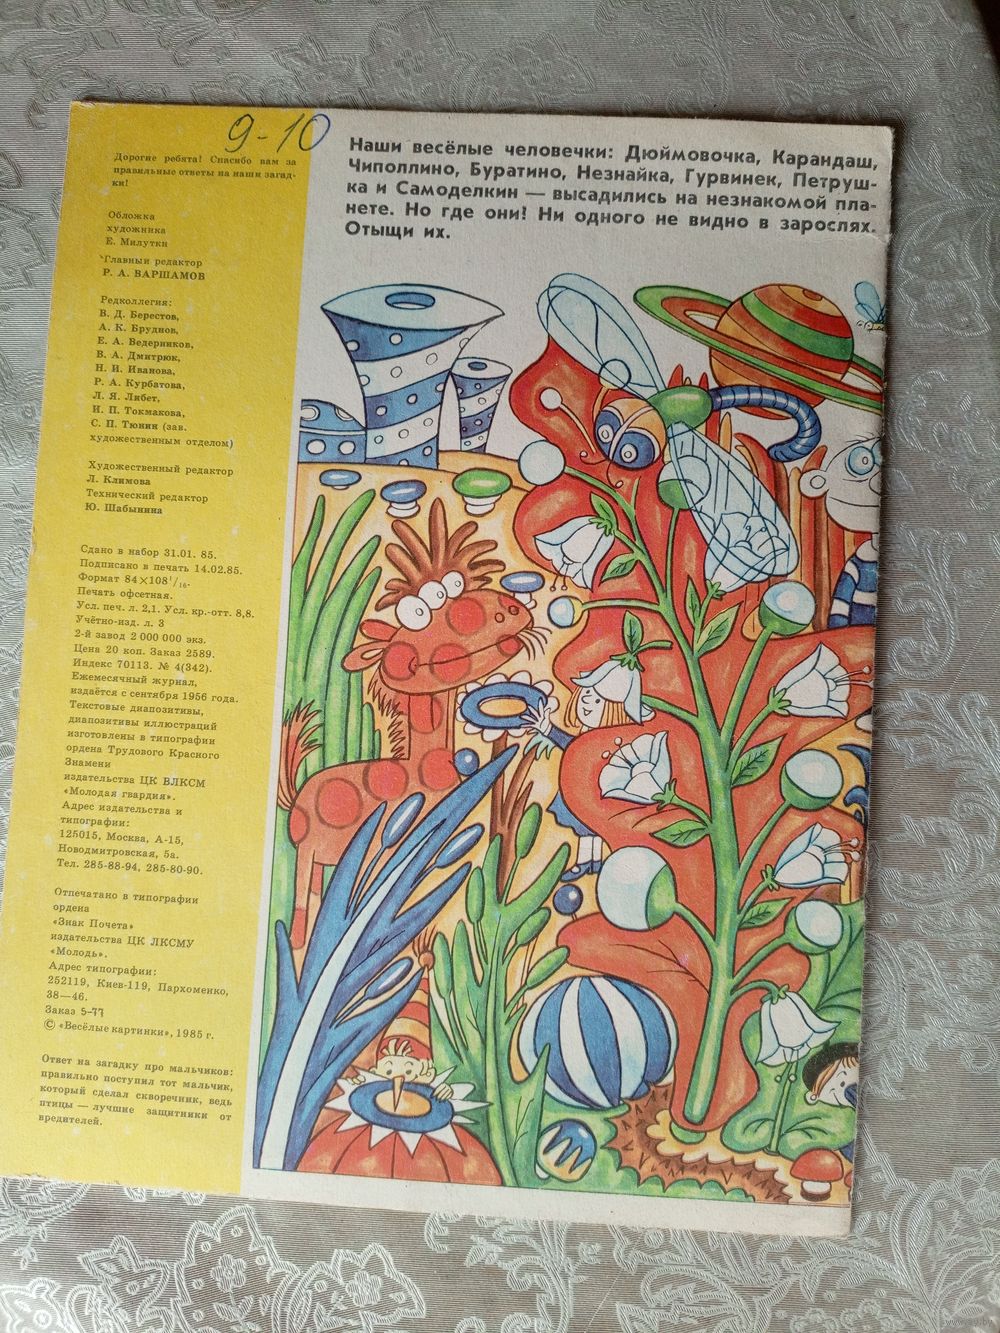 9-10
Дорогие ребята! Спасибо вам за
правильные ответы на наши загад-
ки!
Обложка
художника
Е. Милутки
Главный редактор
Р. А. ВАРШАМОВ
Редколлегия:
В. Д. Берестов,
А. К. Бруднов,
Е. А. Ведерников,
В. А. Дмитрюк,
Н. И. Иванова,
Р. А. Курбатова,
Л. Я. Либет,
И. П. Токмакова,
С. П. Тюнин (зав.
художественным отделом)
Художественный редактор
Л. Климова
Технический редактор
Ю. Шабынина
Сдано в набор 31.01. 85.
Подписано в печать 14.02.85.
Формат 84×108¹/₁₆.
Печать офсетная.
Усл. печ. л. 2,1. Усл. кр.-отт. 8,8.
Учётно-изд. л. 3
2-й завод 2 000 000 экз.
Цена 20 коп. Заказ 2589.
Индекс 70113. № 4(342).
Ежемесячный журнал,
издаётся с сентября 1956 года.
Текстовые диапозитивы,
диапозитивы иллюстраций
изготовлены в типографии
ордена Трудового Красного
Знамени
издательства ЦК ВЛКСМ
«Молодая гвардия».
Адрес издательства и
типографии:
125015, Москва, А-15,
Новодмитровская, 5а.
Тел. 285-88-94, 285-80-90.
Отпечатано в типографии
ордена
«Знак Почета»
издательства ЦК ЛКСМУ
«Молодь».
Адрес типографии:
252119, Киев-119, Пархоменко,
38—46.
Заказ 5-77
© «Весёлые картинки», 1985 г.
Ответ на загадку про мальчиков:
правильно поступил тот мальчик,
который сделал скворечник, ведь
птицы — лучшие защитники от
вредителей.
Наши весёлые человечки: Дюймовочка, Карандаш,
Чиполлино, Буратино, Незнайка, Гурвинек, Петруш-
ка и Самоделкин — высадились на незнакомой пла-
нете. Но где они! Ни одного не видно в зарослях.
Отыщи их.